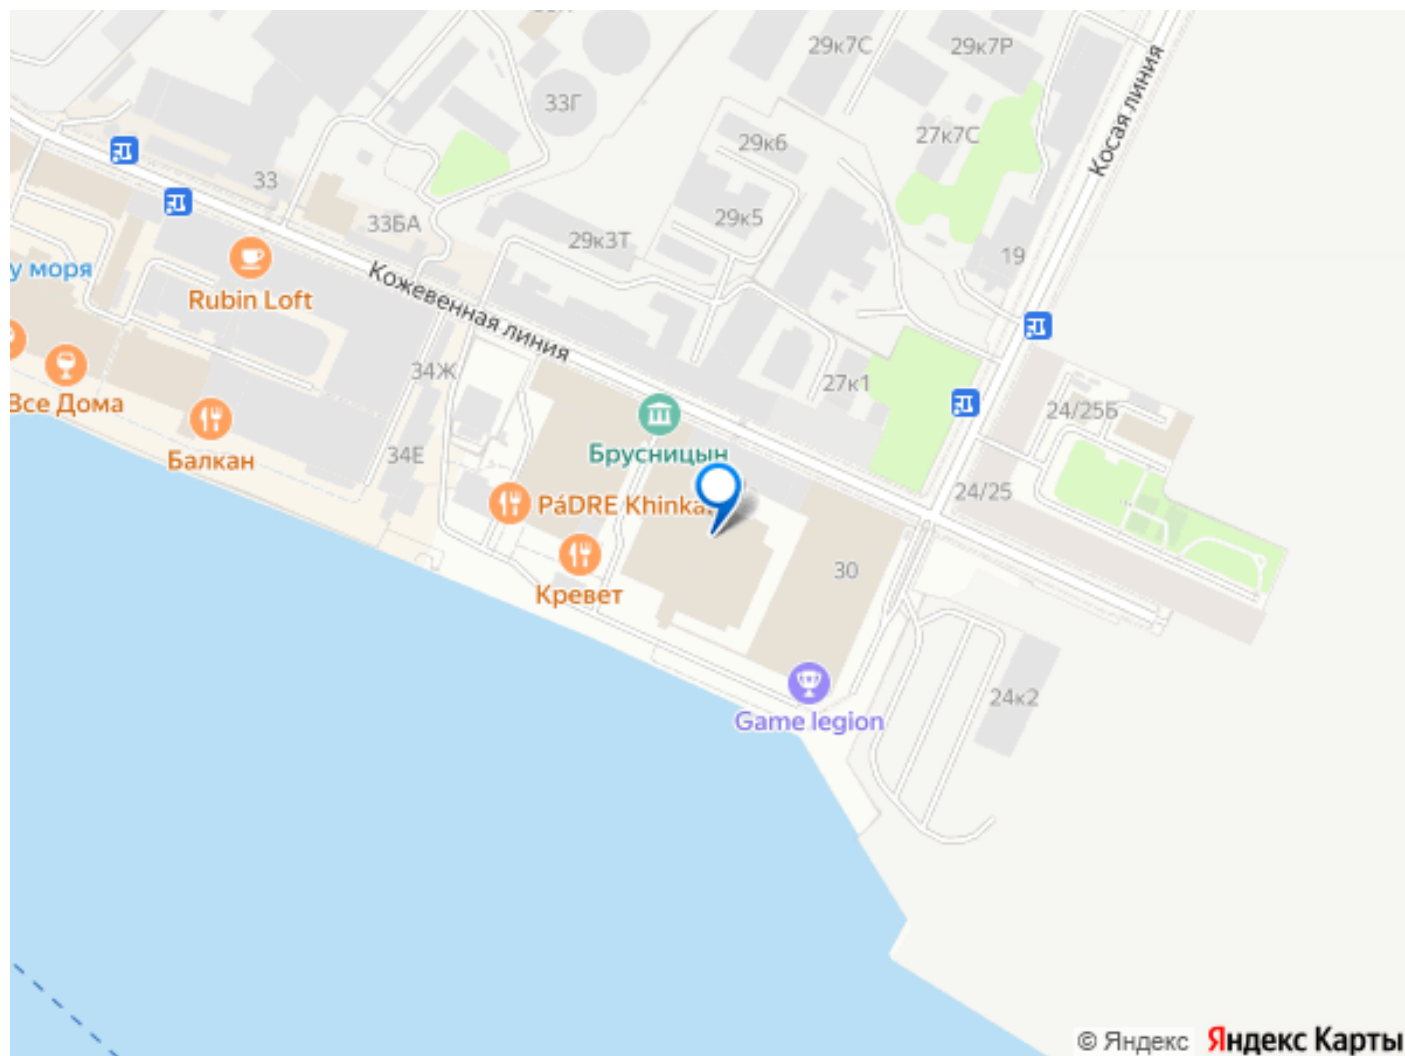 29к7С
29к7Р
33Г
Косая линия
29к6
27к7С
33
33БА
29к5
29к3Т
19
у моря
Rubin Loft
Кожевенная линия
34Ж
27к1
Все Дома
24/25Б
Балкан
34Е
Брусницын
24/25
PáDRE Khinka
30
Кревет
24к2
Game legion
© Яндекс
Яндекс Карты